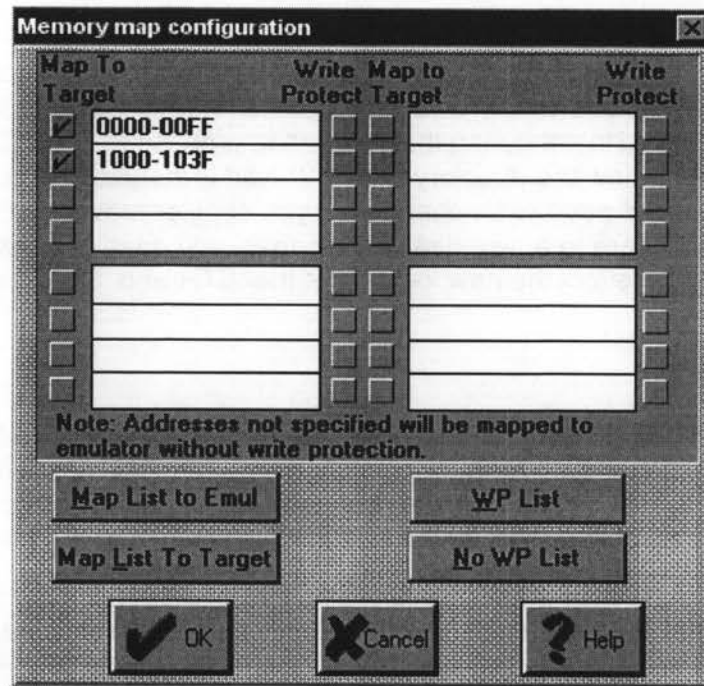 Memory map configuration
Map To Target
Write Protect
Map to Target
Write Protect
0000-00FF
1000-103F
Note: Addresses not specified will be mapped to
emulator without write protection.
Map List to Emul
WP List
Map List To Target
No WP List
OK
Cancel
Help